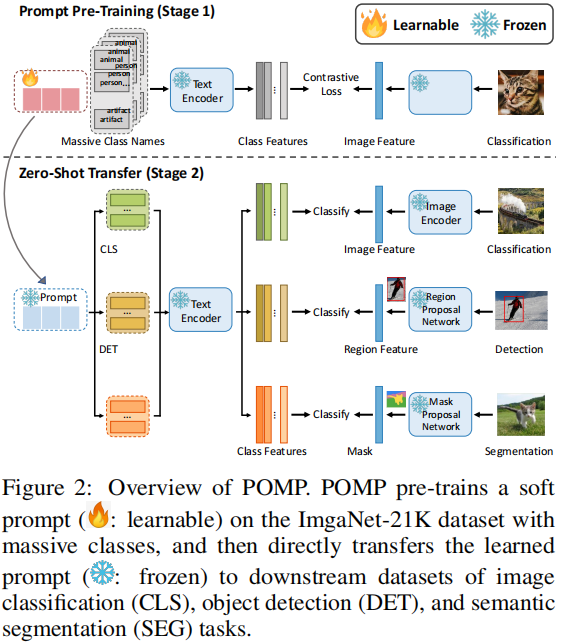 Prompt Pre-Training (Stage 1)
Learnable
Frozen
animal
animal
animal
person
person
person...
artifact
artifact
Text
Encoder
Contrastive
Loss
Massive Class Names
Class Features
Image Feature
Classification
Zero-Shot Transfer (Stage 2)
...
CLS
Classify
Image
Encoder
Image Feature
Classification
Prompt
...
DET
Text
Encoder
Classify
Region
Proposal
Network
Region Feature
Detection
...
Classify
Mask
Proposal
Network
Class Features
Mask
Segmentation
Figure 2: Overview of POMP. POMP pre-trains a soft
prompt (🔥: learnable) on the ImgaNet-21K dataset with
massive classes, and then directly transfers the learned
prompt (❄: frozen) to downstream datasets of image
classification (CLS), object detection (DET), and semantic
segmentation (SEG) tasks.